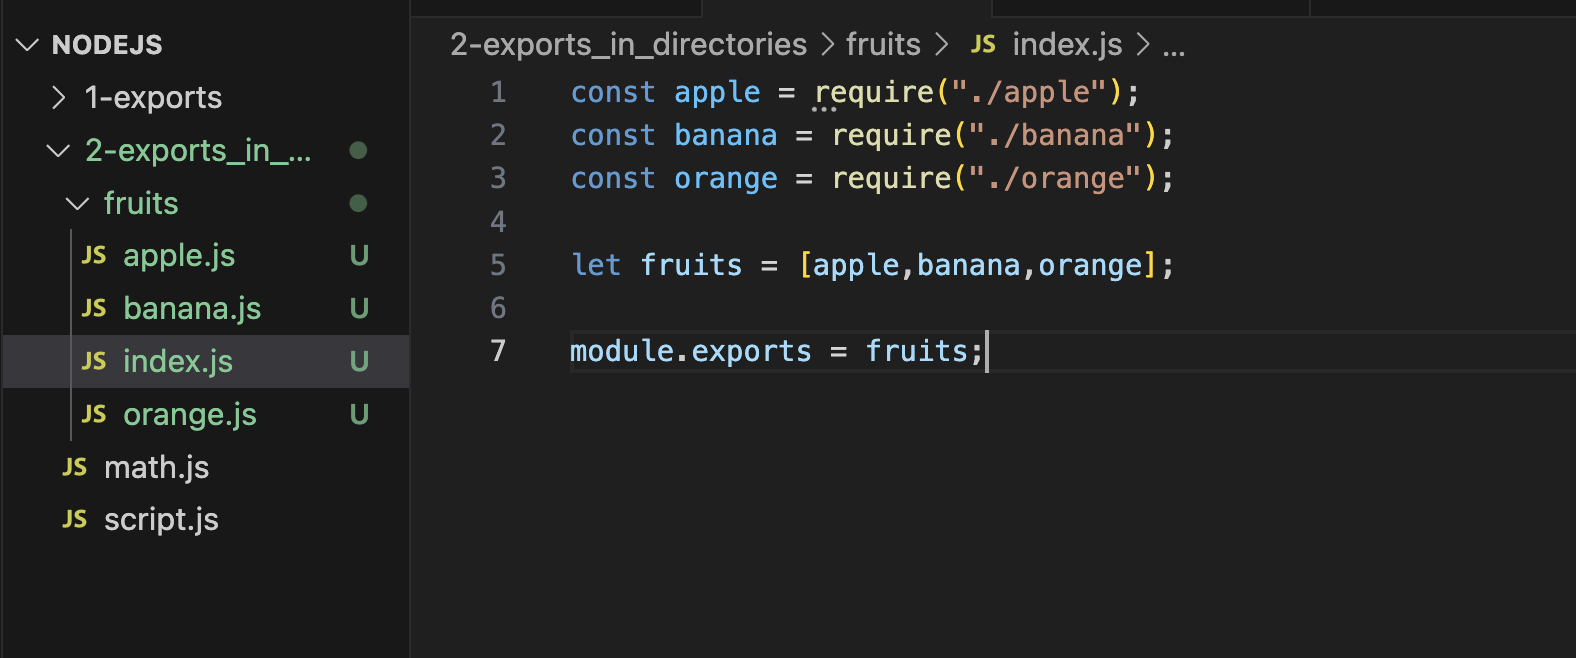 NODEJS
1-exports
2-exports_in_...
fruits
JS apple.js U
JS banana.js U
JS index.js U
JS orange.js U
JS math.js
JS script.js
2-exports_in_directories > fruits > JS index.js > ...
1 const apple = require("./apple");
2 const banana = require("./banana");
3 const orange = require("./orange");
4
5 let fruits = [apple,banana,orange];
6
7 module.exports = fruits;